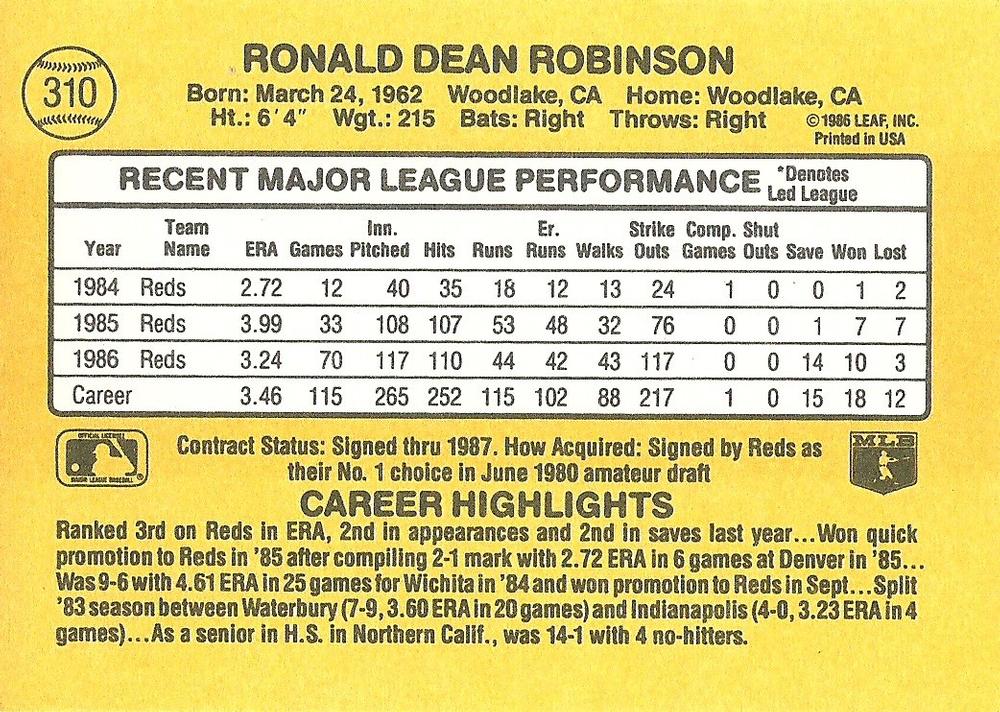 310
RONALD DEAN ROBINSON
Born: March 24, 1962 Woodlake, CA Home: Woodlake, CA
Ht.: 6'4" Wgt.: 215 Bats: Right Throws: Right
©1986 LEAF, INC.
Printed in USA
RECENT MAJOR LEAGUE PERFORMANCE *Denotes Led League
Year Team Name ERA Games Inn. Pitched Hits Runs Er. Runs Walks Strike Outs Comp. Games Shut Outs Save Won Lost
1984 Reds 2.72 12 40 35 18 12 13 24 1 0 0 1 2
1985 Reds 3.99 33 108 107 53 48 32 76 0 0 1 7 7
1986 Reds 3.24 70 117 110 44 42 43 117 0 0 14 10 3
Career 3.46 115 265 252 115 102 88 217 1 0 15 18 12
OFFICIAL LICENSEE
MAJOR LEAGUE BASEBALL
®
Contract Status: Signed thru 1987. How Acquired: Signed by Reds as
their No. 1 choice in June 1980 amateur draft
MLB
CAREER HIGHLIGHTS
Ranked 3rd on Reds in ERA, 2nd in appearances and 2nd in saves last year...Won quick
promotion to Reds in '85 after compiling 2-1 mark with 2.72 ERA in 6 games at Denver in '85...
Was 9-6 with 4.61 ERA in 25 games for Wichita in '84 and won promotion to Reds in Sept...Split
'83 season between Waterbury (7-9, 3.60 ERA in 20 games) and Indianapolis (4-0, 3.23 ERA in 4
games)...As a senior in H.S. in Northern Calif., was 14-1 with 4 no-hitters.